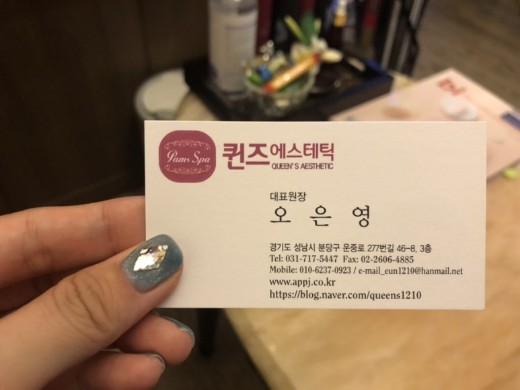 Pam's Spa
퀸즈에스테틱
QUEEN'S AESTHETIC
대표원장
오 은 영
경기도 성남시 분당구 운중로 277번길 46-8, 3층
Tel: 031-717-5447 Fax: 02-2606-4885
Mobile: 010-6237-0923 / e-mail_eun1210@hanmail.net
www.appj.co.kr
https://blog.naver.com/queens1210